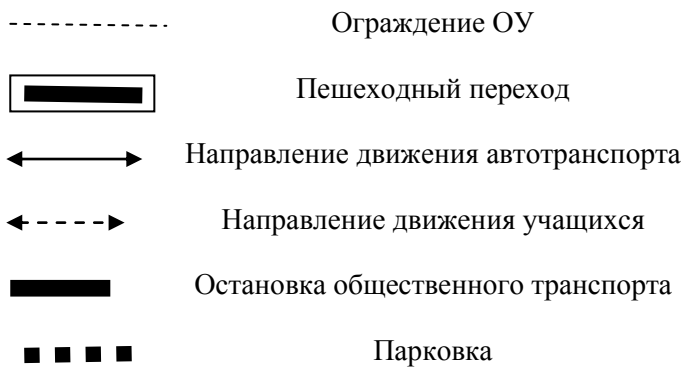 Ограждение ОУ
Пешеходный переход
Направление движения автотранспорта
Направление движения учащихся
Остановка общественного транспорта
Парковка